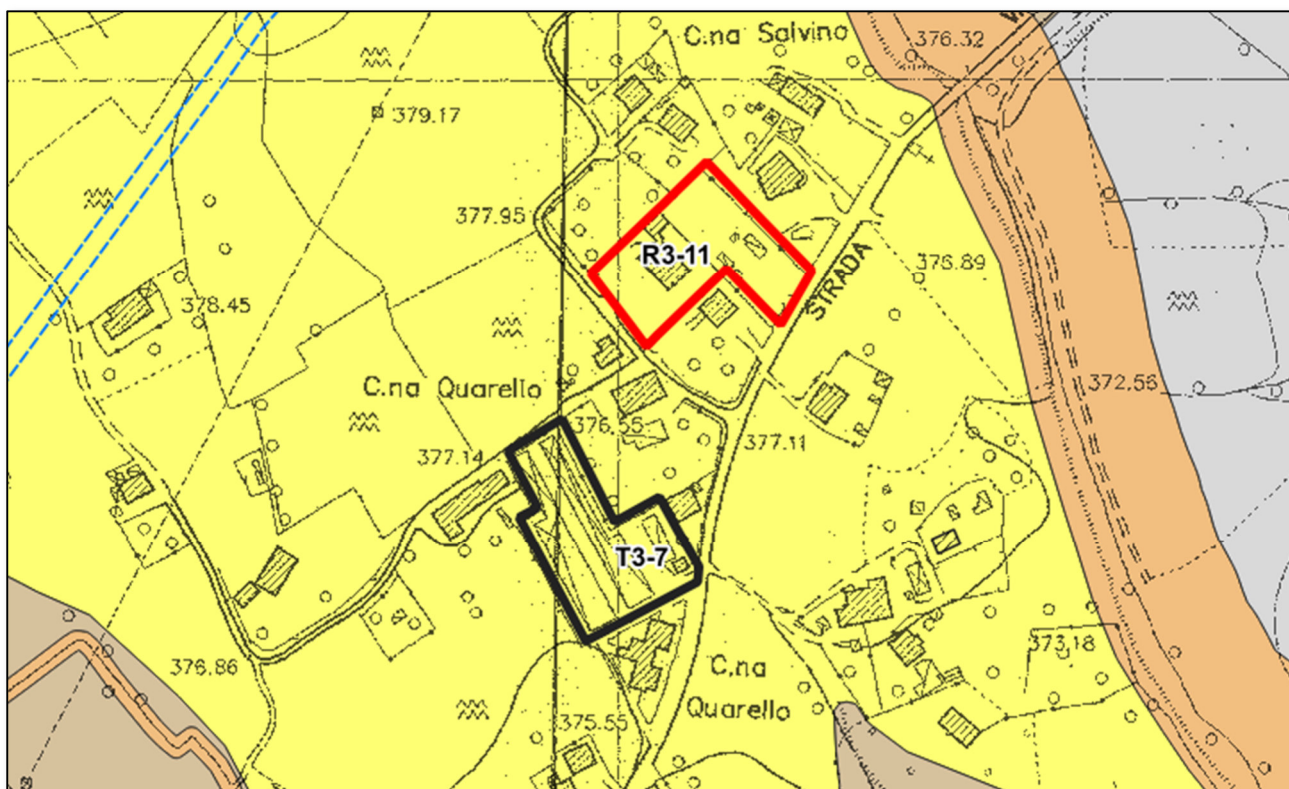 C.na Salvino
376.32
379.17
377.95
R3-11
376.89
STRADA
378.45
372.56
C.na Quarello
376.55
377.14
377.11
T3-7
376.86
373.18
C.na
Quarello
375.55